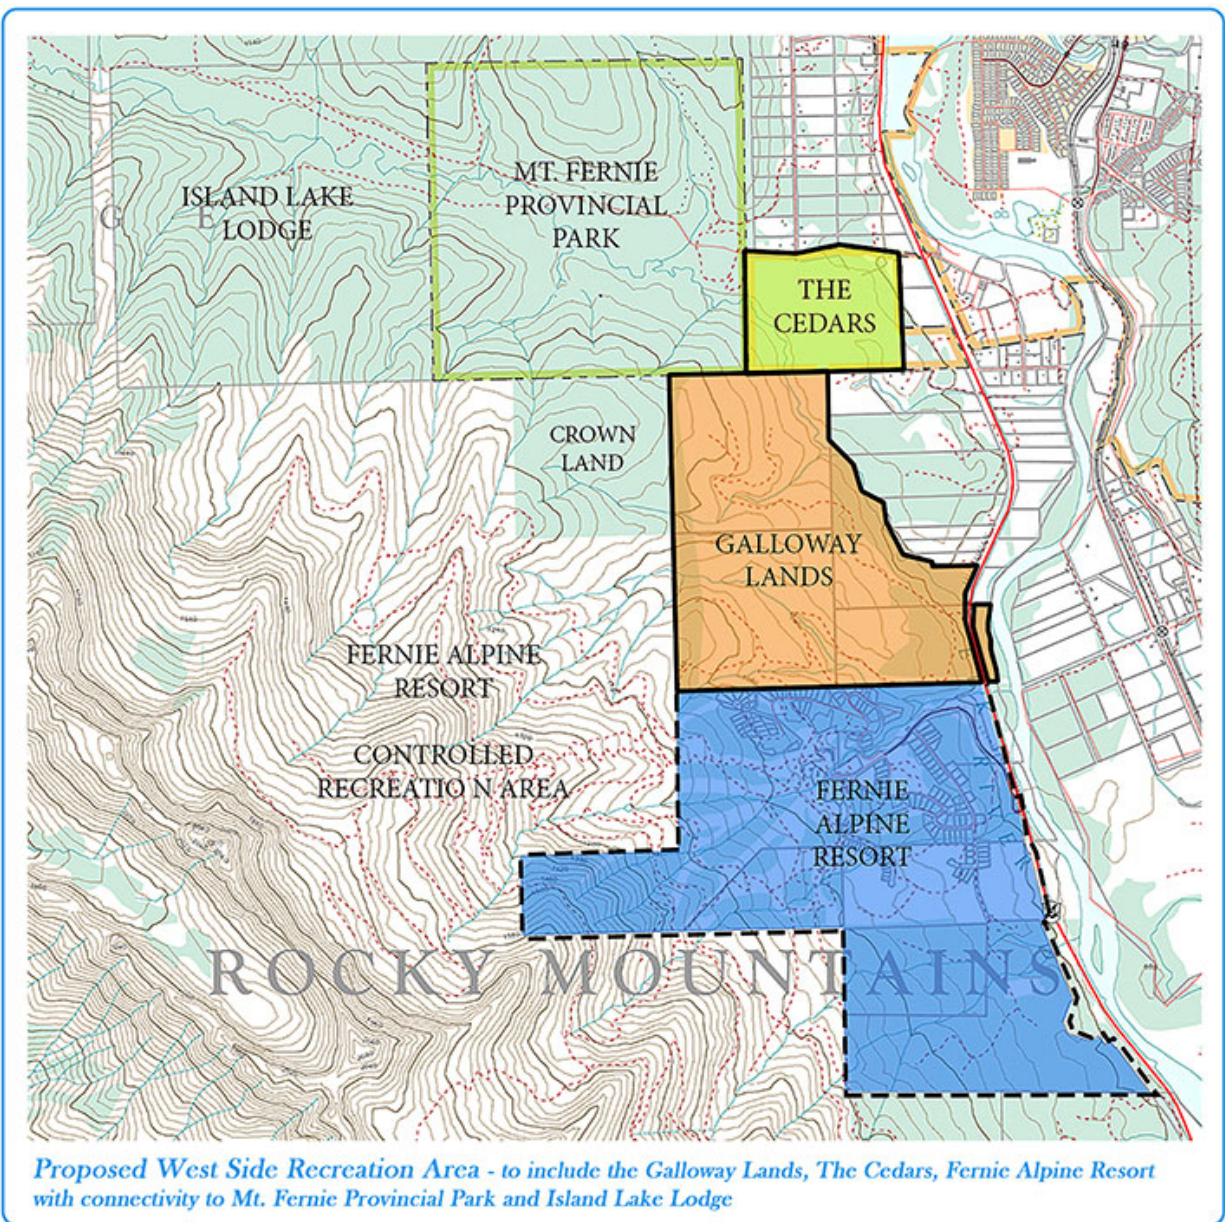 ISLAND LAKE
LODGE
G E
MT. FERNIE
PROVINCIAL
PARK
THE
CEDARS
CROWN
LAND
GALLOWAY
LANDS
FERNIE ALPINE
RESORT
CONTROLLED
RECREATIO N AREA
FERNIE
ALPINE
RESORT
ROCKY MOUNTAINS
Proposed West Side Recreation Area - to include the Galloway Lands, The Cedars, Fernie Alpine Resort
with connectivity to Mt. Fernie Provincial Park and Island Lake Lodge